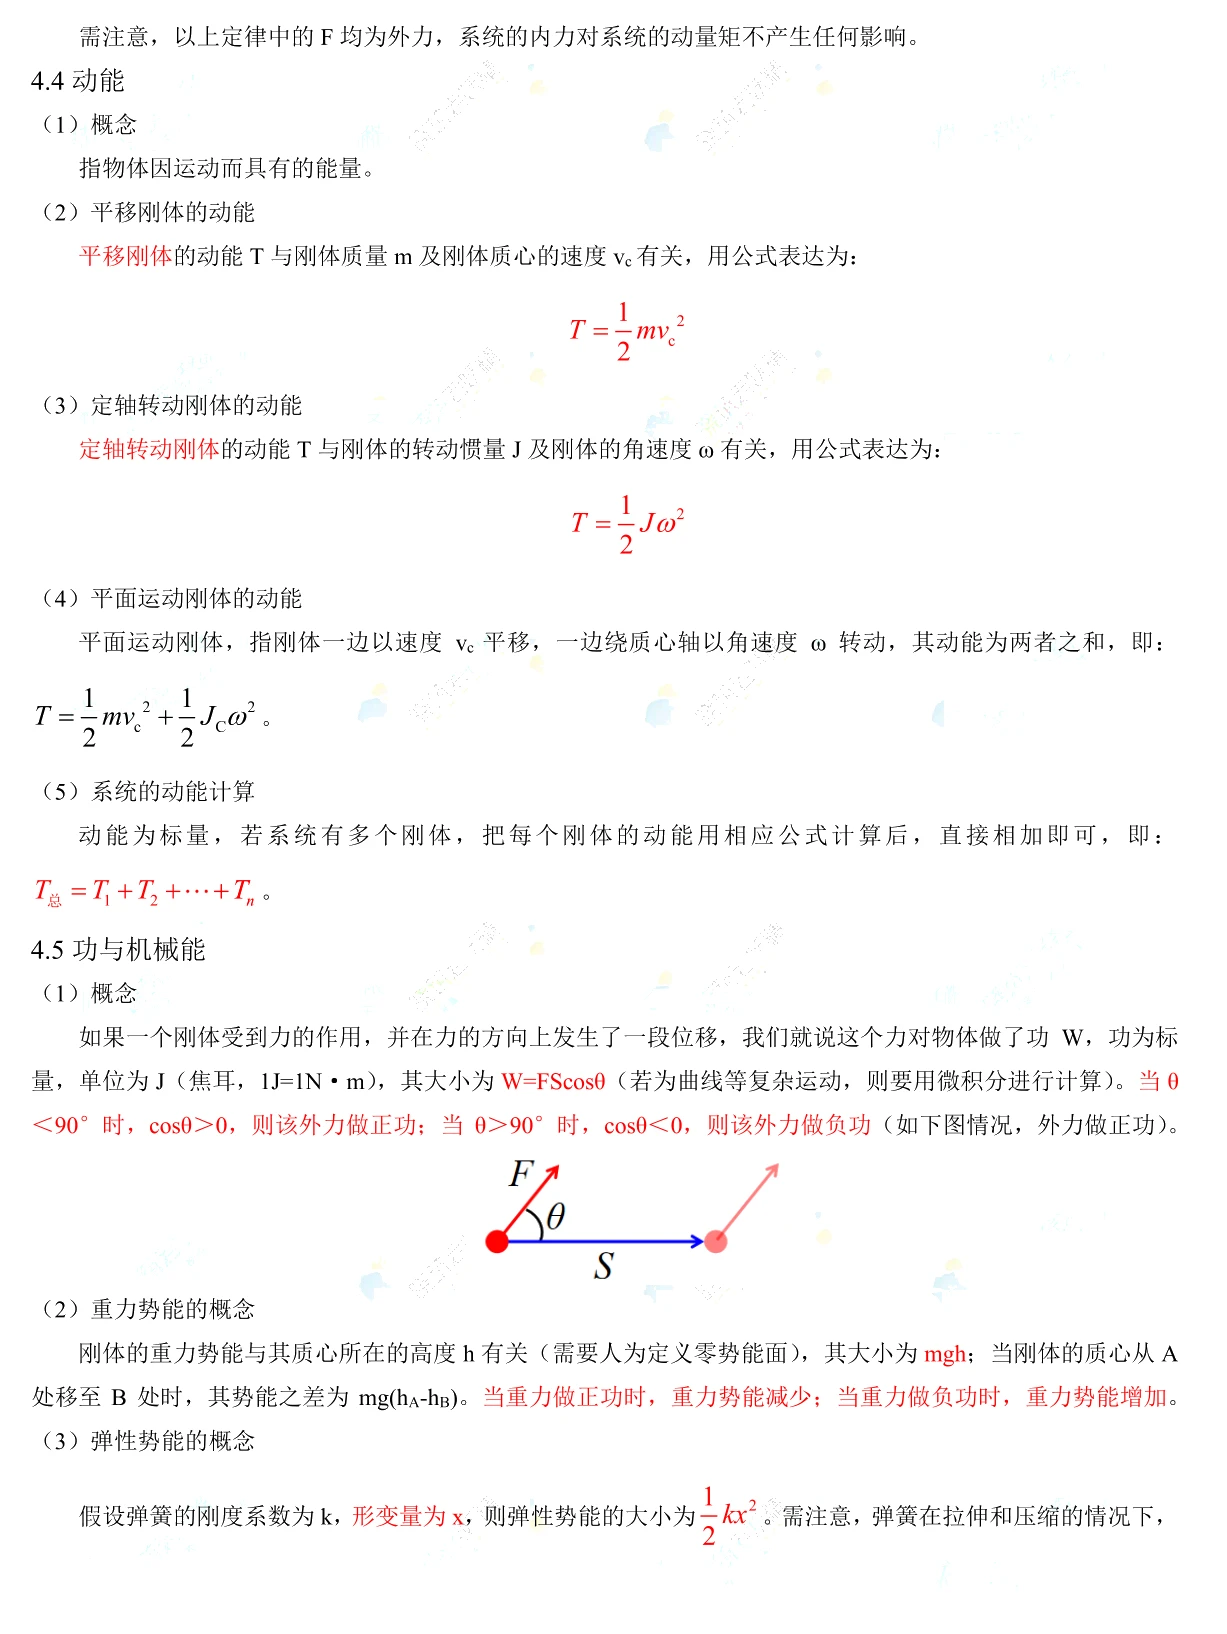 需注意，以上定律中的 F 均为外力，系统的内力对系统的动量矩不产生任何影响。
4.4 动能
（1）概念
指物体因运动而具有的能量。
（2）平移刚体的动能
平移刚体的动能 T 与刚体质量 m 及刚体质心的速度 vc 有关，用公式表达为：
T = 1/2 mvc²
（3）定轴转动刚体的动能
定轴转动刚体的动能 T 与刚体的转动惯量 J 及刚体的角速度 ω 有关，用公式表达为：
T = 1/2 Jω²
（4）平面运动刚体的动能
平面运动刚体，指刚体一边以速度 vc 平移，一边绕质心轴以角速度 ω 转动，其动能为两者之和，即：
T = 1/2 mvc² + 1/2 JCω² 。
（5）系统的动能计算
动能为标量，若系统有多个刚体，把每个刚体的动能用相应公式计算后，直接相加即可，即：
T总 = T1 + T2 + ⋯ + Tn 。
4.5 功与机械能
（1）概念
如果一个刚体受到力的作用，并在力的方向上发生了一段位移，我们就说这个力对物体做了功 W，功为标
量，单位为 J（焦耳，1J=1N·m），其大小为 W=FScosθ（若为曲线等复杂运动，则要用微积分进行计算）。当 θ
＜90°时，cosθ＞0，则该外力做正功；当 θ＞90°时，cosθ＜0，则该外力做负功（如下图情况，外力做正功）。
F
θ
S
（2）重力势能的概念
刚体的重力势能与其质心所在的高度 h 有关（需要人为定义零势能面），其大小为 mgh；当刚体的质心从 A
处移至 B 处时，其势能之差为 mg(hA-hB)。当重力做正功时，重力势能减少；当重力做负功时，重力势能增加。
（3）弹性势能的概念
假设弹簧的刚度系数为 k，形变量为 x，则弹性势能的大小为 1/2 kx² 。需注意，弹簧在拉伸和压缩的情况下，